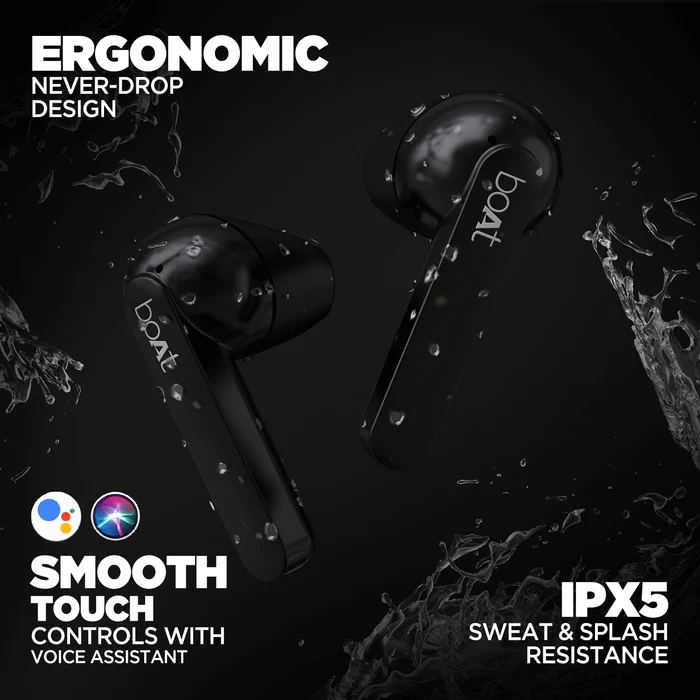 ERGONOMIC
NEVER-DROP
DESIGN
boAt
boAt
SMOOTH
TOUCH
CONTROLS WITH
VOICE ASSISTANT
IPX5
SWEAT & SPLASH
RESISTANCE